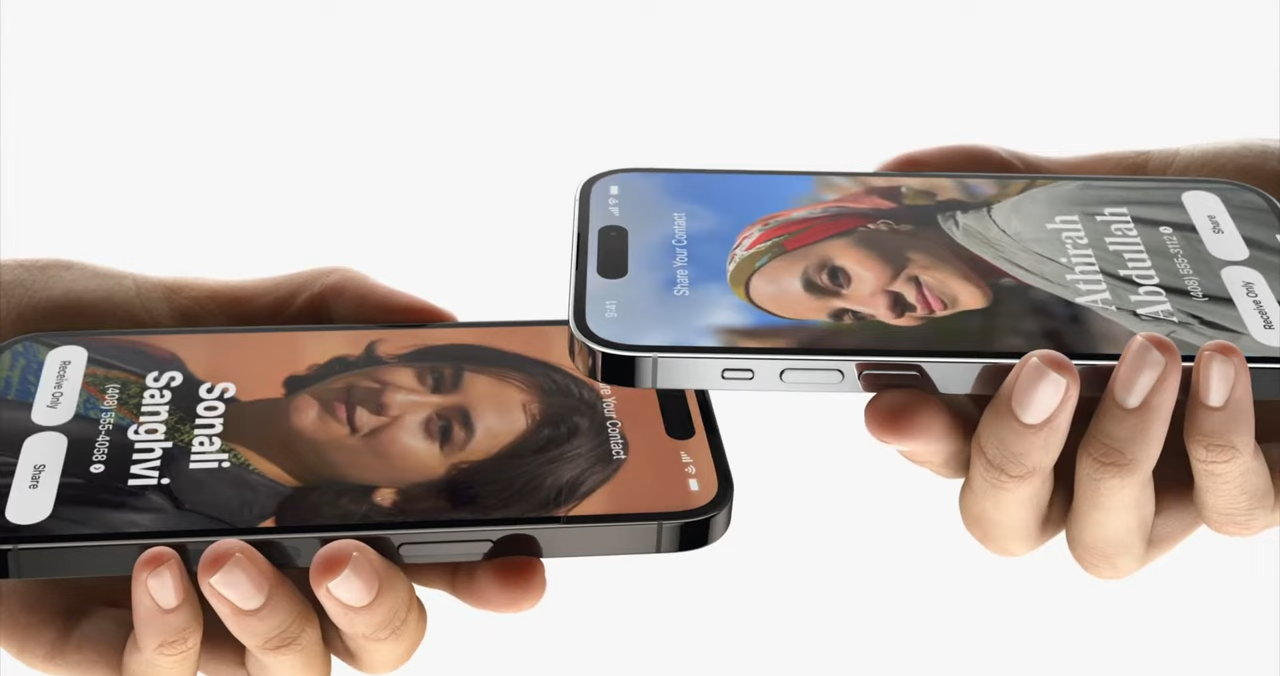 Share Your Contact
Sonali
Sanghvi
(408) 555-4058
Receive Only
Share
9:41
Share Your Contact
Athirah
Abdullah
(408) 555-3112
Receive Only
Share